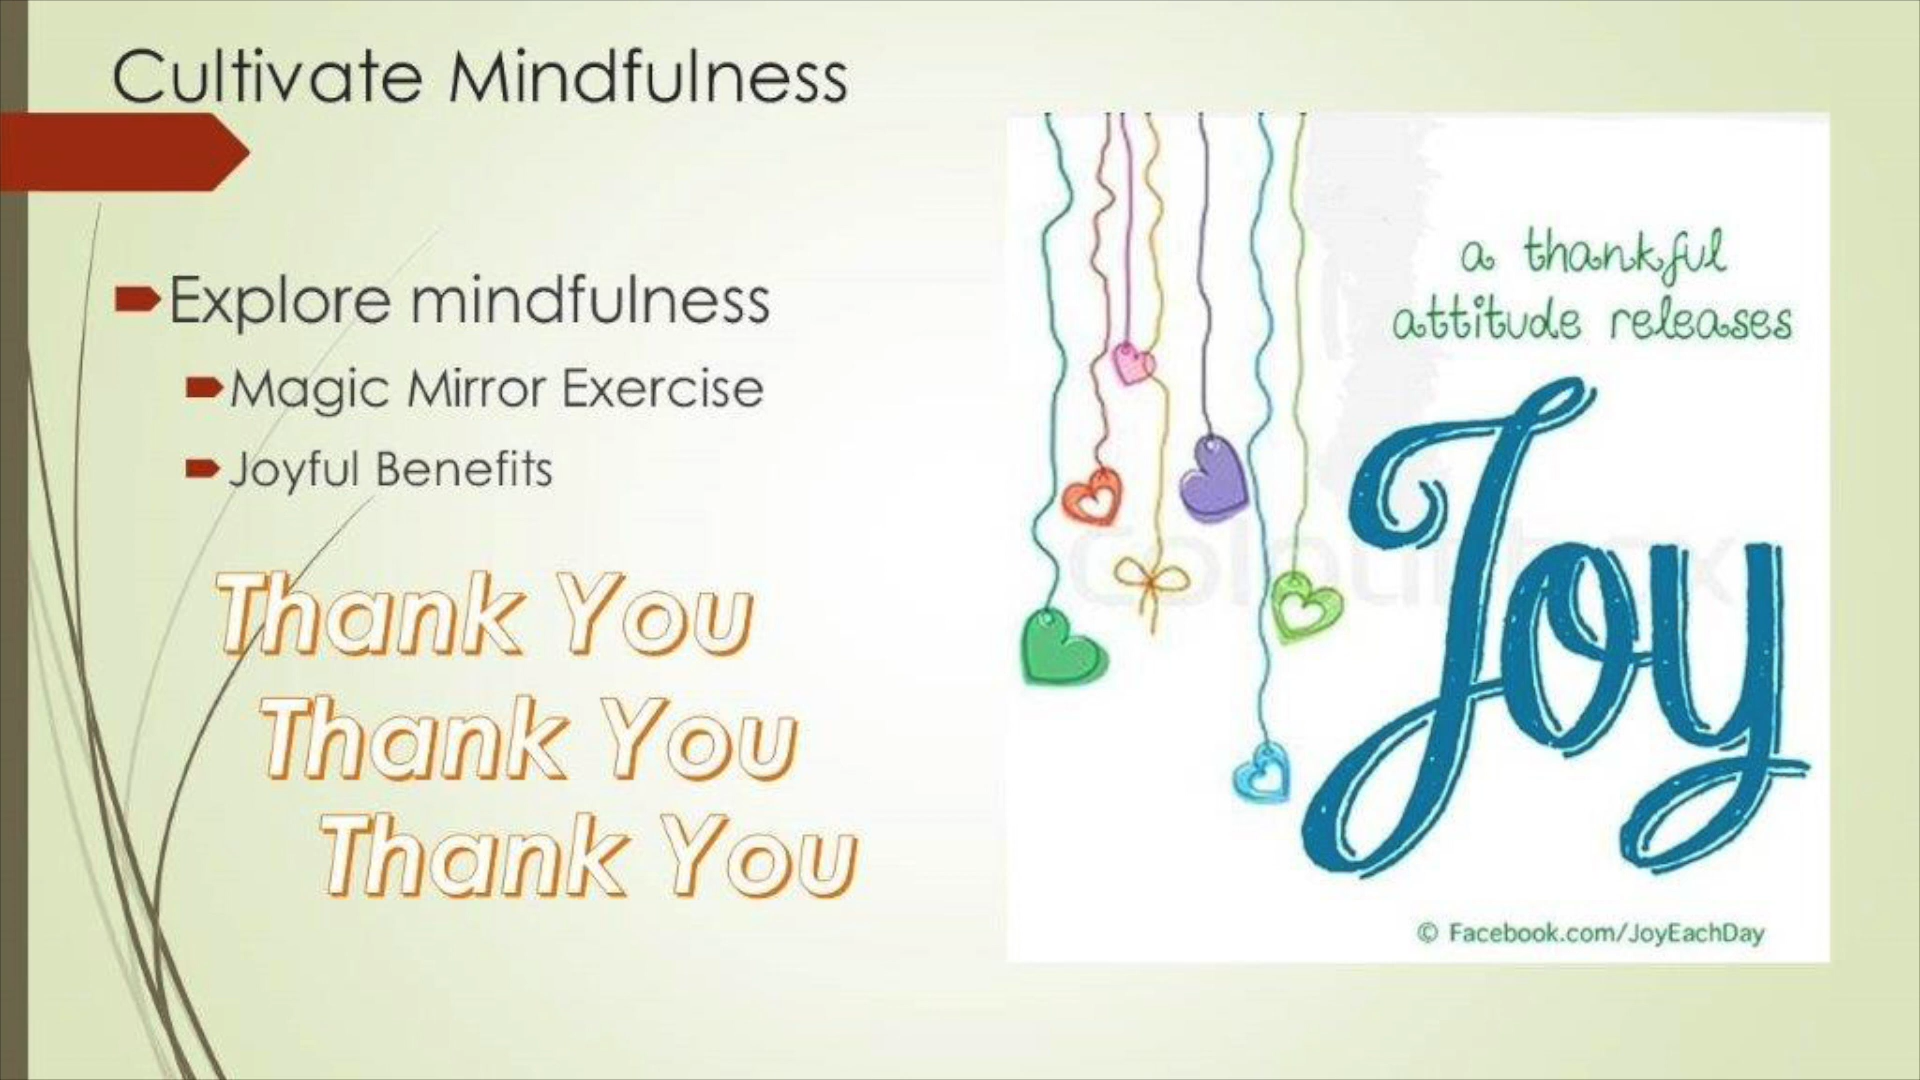 Cultivate Mindfulness
Explore mindfulness
Magic Mirror Exercise
Joyful Benefits
Thank You
Thank You
Thank You
a thankful
attitude releases
Joy
© Facebook.com/JoyEachDay